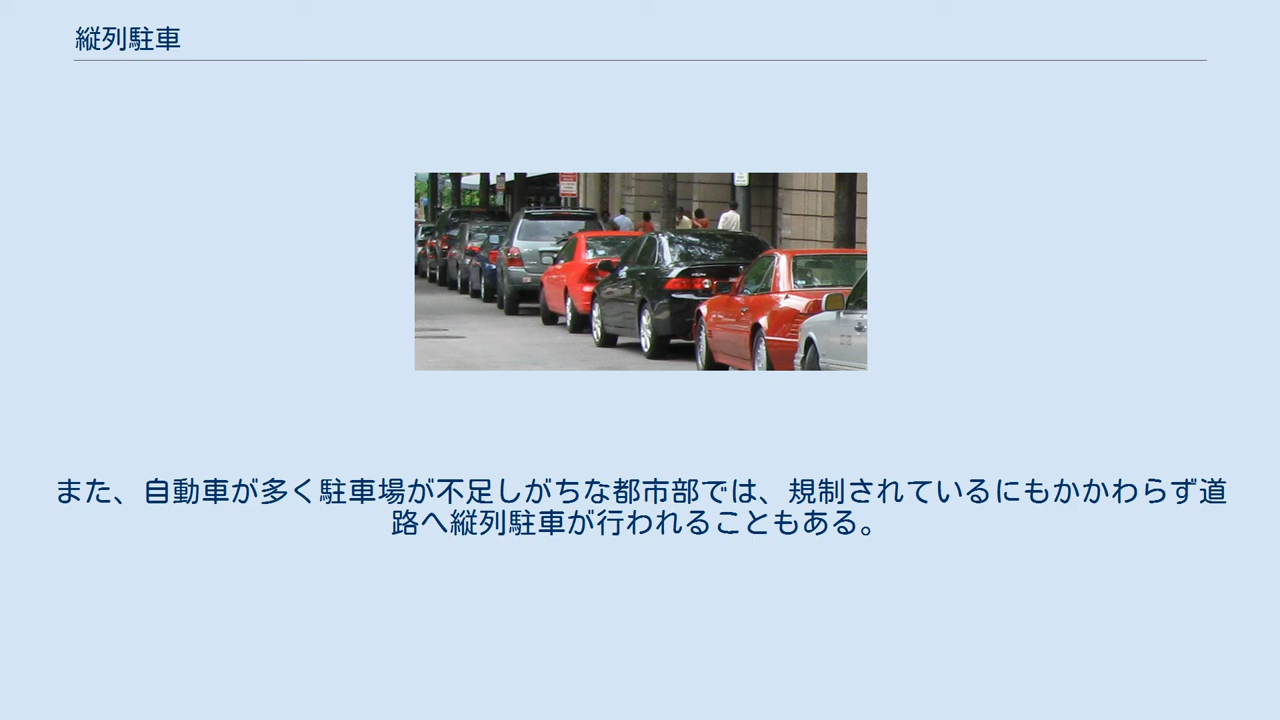 縦列駐車
また、自動車が多く駐車場が不足しがちな都市部では、規制されているにもかかわらず道
路へ縦列駐車が行われることもある。